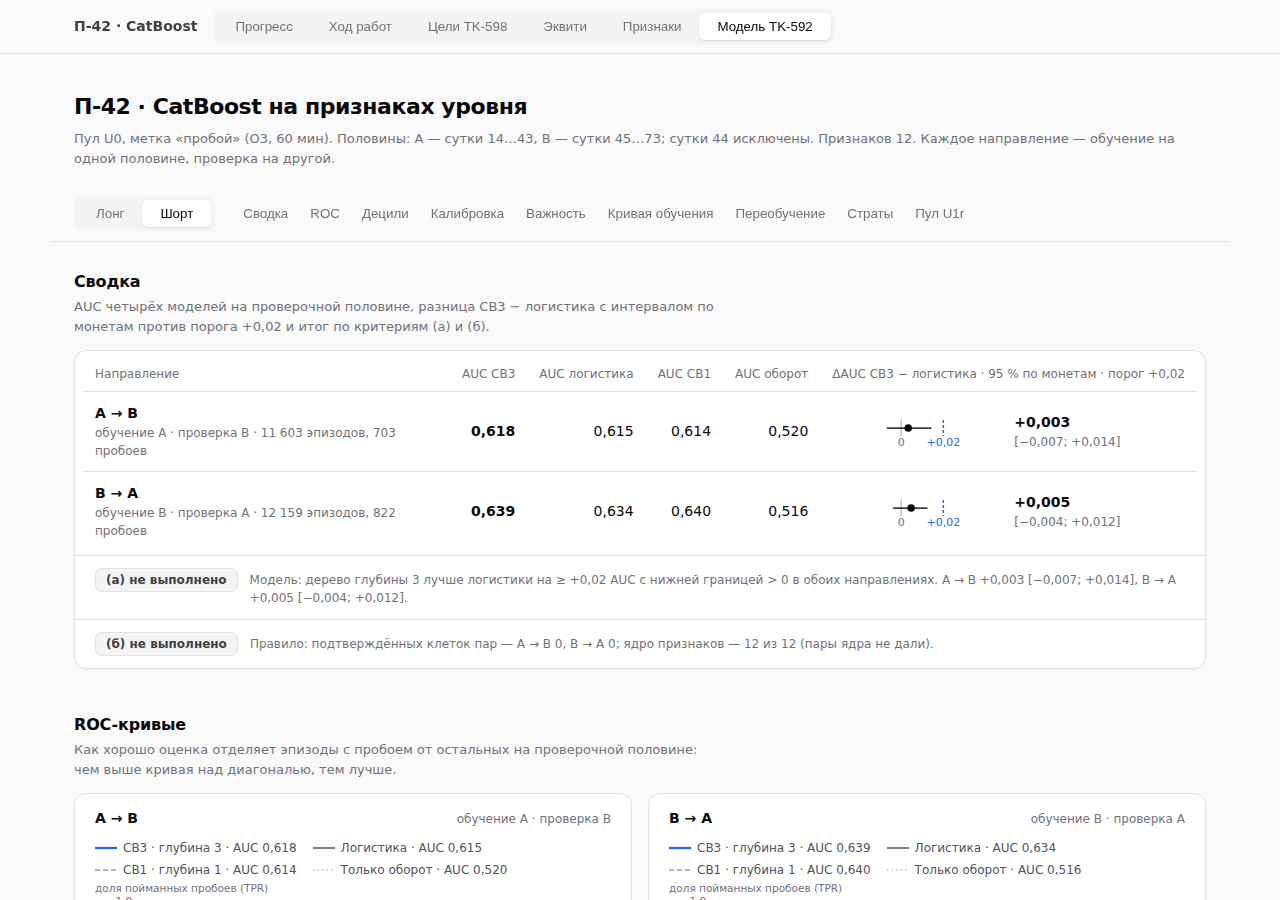 П-42 · CatBoost
Прогресс
Ход работ
Цели ТК-598
Эквити
Признаки
Модель ТК-592
П-42 · CatBoost на признаках уровня
Пул U0, метка «пробой» (О3, 60 мин). Половины: А — сутки 14…43, В — сутки 45…73; сутки 44 исключены. Признаков 12. Каждое направление — обучение на
одной половине, проверка на другой.
Лонг
Шорт
Сводка
ROC
Децили
Калибровка
Важность
Кривая обучения
Переобучение
Страты
Пул U1r
Сводка
AUC четырёх моделей на проверочной половине, разница СВ3 − логистика с интервалом по
монетам против порога +0,02 и итог по критериям (а) и (б).
Направление
AUC СВ3
AUC логистика
AUC СВ1
AUC оборот
ΔAUC СВ3 − логистика · 95 % по монетам · порог +0,02
А → В
обучение А · проверка В · 11 603 эпизодов, 703
пробоев
0,618
0,615
0,614
0,520
0
+0,02
+0,003
[−0,007; +0,014]
В → А
обучение В · проверка А · 12 159 эпизодов, 822
пробоев
0,639
0,634
0,640
0,516
0
+0,02
+0,005
[−0,004; +0,012]
(а) не выполнено
Модель: дерево глубины 3 лучше логистики на ≥ +0,02 AUC с нижней границей > 0 в обоих направлениях. А → В +0,003 [−0,007; +0,014], В → А
+0,005 [−0,004; +0,012].
(б) не выполнено
Правило: подтверждённых клеток пар — А → В 0, В → А 0; ядро признаков — 12 из 12 (пары ядра не дали).
ROC-кривые
Как хорошо оценка отделяет эпизоды с пробоем от остальных на проверочной половине:
чем выше кривая над диагональю, тем лучше.
А → В
обучение А · проверка В
СВ3 · глубина 3 · AUC 0,618
Логистика · AUC 0,615
СВ1 · глубина 1 · AUC 0,614
Только оборот · AUC 0,520
доля пойманных пробоев (TPR)
В → А
обучение В · проверка А
СВ3 · глубина 3 · AUC 0,639
Логистика · AUC 0,634
СВ1 · глубина 1 · AUC 0,640
Только оборот · AUC 0,516
доля пойманных пробоев (TPR)